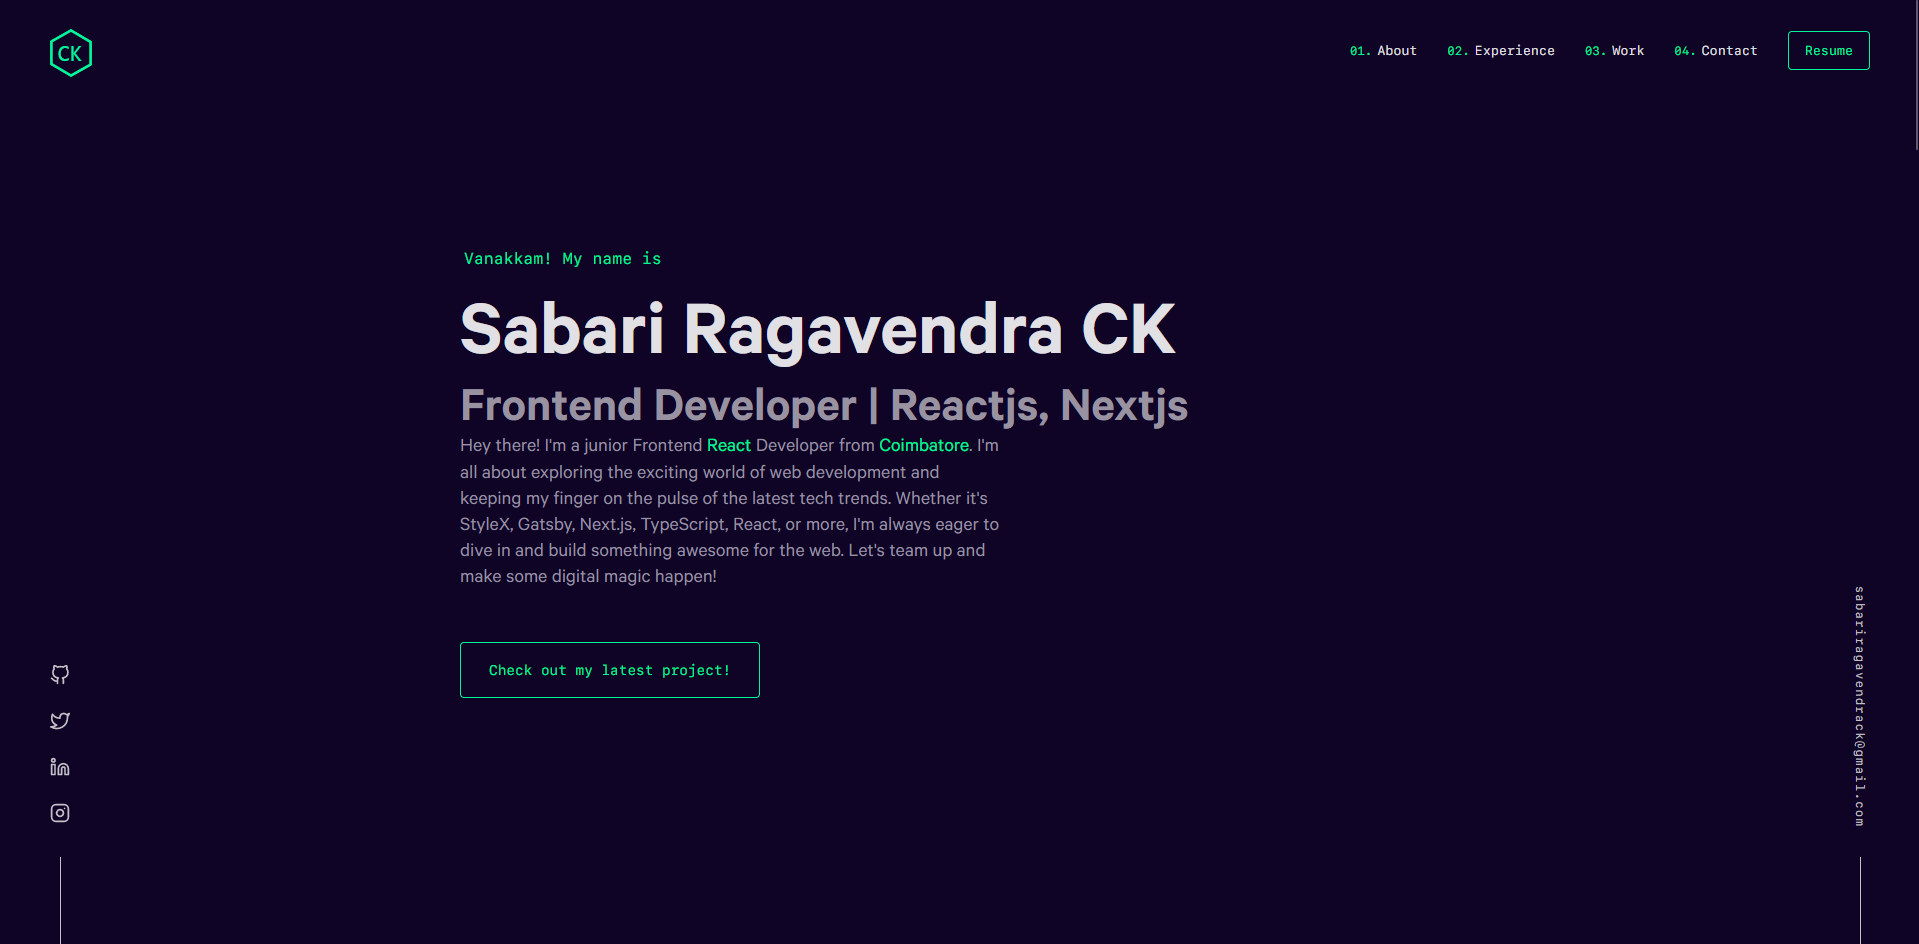 CK
01. About 02. Experience 03. Work 04. Contact Resume
Vanakkam! My name is
Sabari Ragavendra CK
Frontend Developer | Reactjs, Nextjs
Hey there! I'm a junior Frontend React Developer from Coimbatore. I'm
all about exploring the exciting world of web development and
keeping my finger on the pulse of the latest tech trends. Whether it's
StyleX, Gatsby, Next.js, TypeScript, React, or more, I'm always eager to
dive in and build something awesome for the web. Let's team up and
make some digital magic happen!
Check out my latest project!
sabariragavendrack@gmail.com